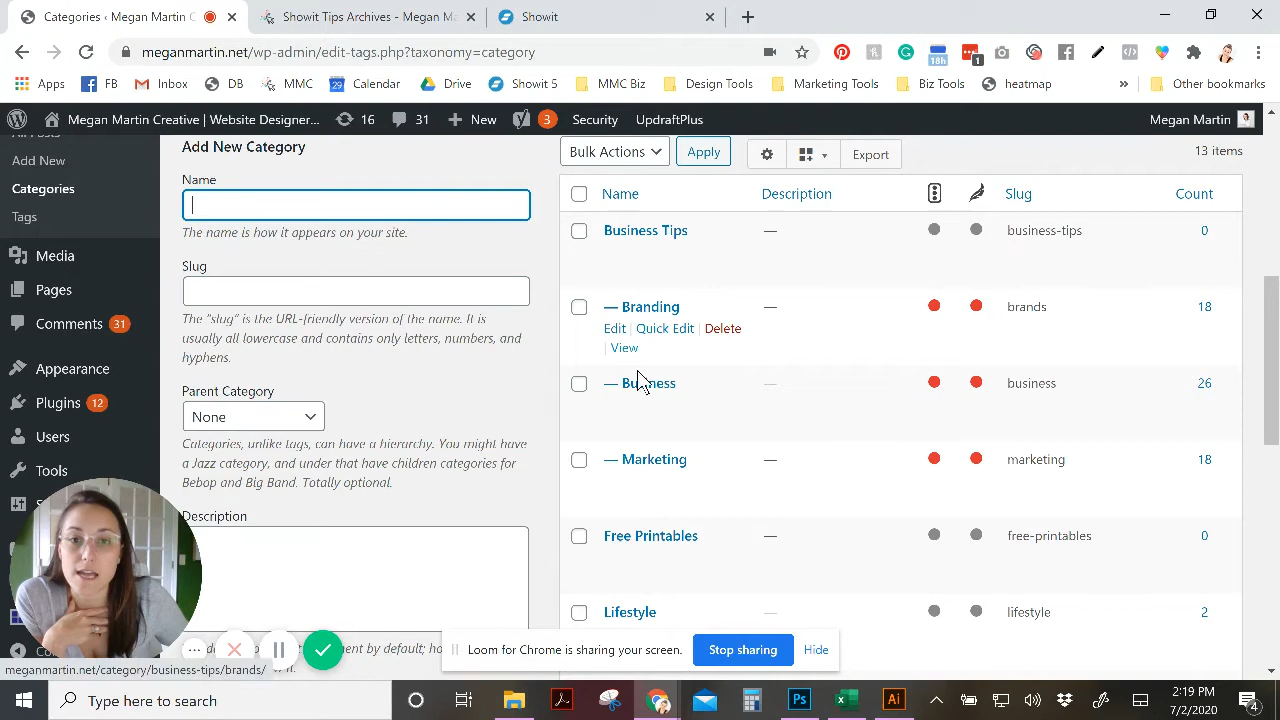 Categories ‹ Megan Martin C
Showit Tips Archives - Megan M
Showit
meganmartin.net/wp-admin/edit-tags.php?taxonomy=category
18h
1
Apps
FB
Inbox
DB
MMC
29
Calendar
Drive
Showit 5
MMC Biz
Design Tools
Marketing Tools
Biz Tools
heatmap
»
Other bookmarks
Megan Martin Creative | Website Designer...
16
31
New
3
Security
UpdraftPlus
Megan Martin
Add New
Categories
Tags
Media
Pages
Comments 31
Appearance
Plugins 12
Users
Tools
Add New Category
Name
The name is how it appears on your site.
Slug
The "slug" is the URL-friendly version of the name. It is
usually all lowercase and contains only letters, numbers, and
hyphens.
Parent Category
None
Categories, unlike tags, can have a hierarchy. You might have
a Jazz category, and under that have children categories for
Bebop and Big Band. Totally optional.
Description
Bulk Actions
Apply
Export
13 items
Name
Description
Slug
Count
Business Tips
—
business-tips
0
— Branding
—
brands
18
Edit | Quick Edit | Delete
| View
— Business
—
business
26
— Marketing
—
marketing
18
Free Printables
—
free-printables
0
Lifestyle
—
lifestyle
2
Loom for Chrome is sharing your screen.
Stop sharing
Hide
meganmartin.net/category/business-tips/brands/
Type here to search
Ps
Ai
2:19 PM
7/2/2020
4